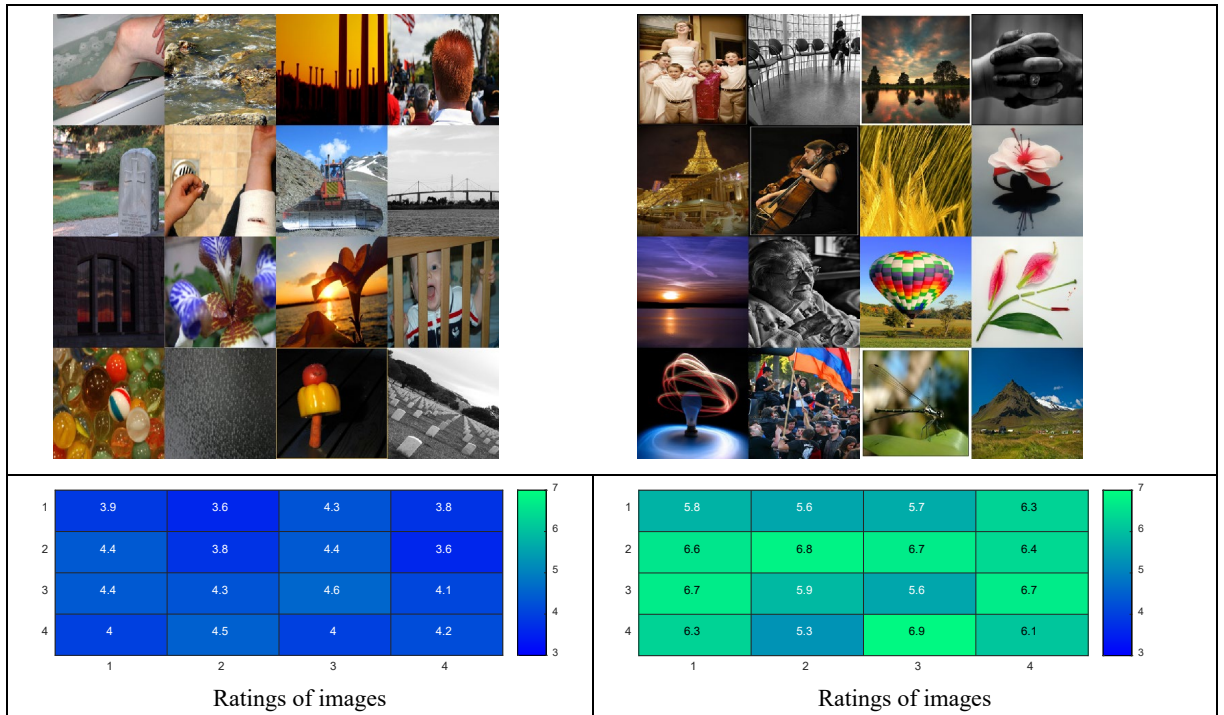 1 3.9 3.6 4.3 3.8
2 4.4 3.8 4.4 3.6
3 4.4 4.3 4.6 4.1
4 4 4.5 4 4.2
1 2 3 4
7
6
5
4
3
Ratings of images
1 5.8 5.6 5.7 6.3
2 6.6 6.8 6.7 6.4
3 6.7 5.9 5.6 6.7
4 6.3 5.3 6.9 6.1
1 2 3 4
7
6
5
4
3
Ratings of images